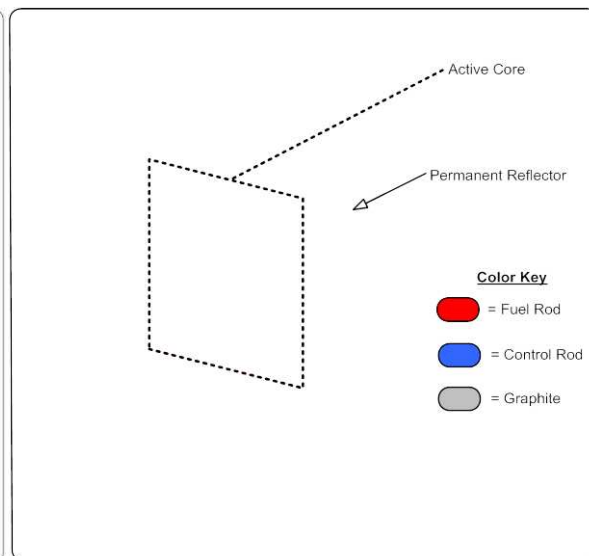 Active Core
Permanent Reflector
Color Key
= Fuel Rod
= Control Rod
= Graphite